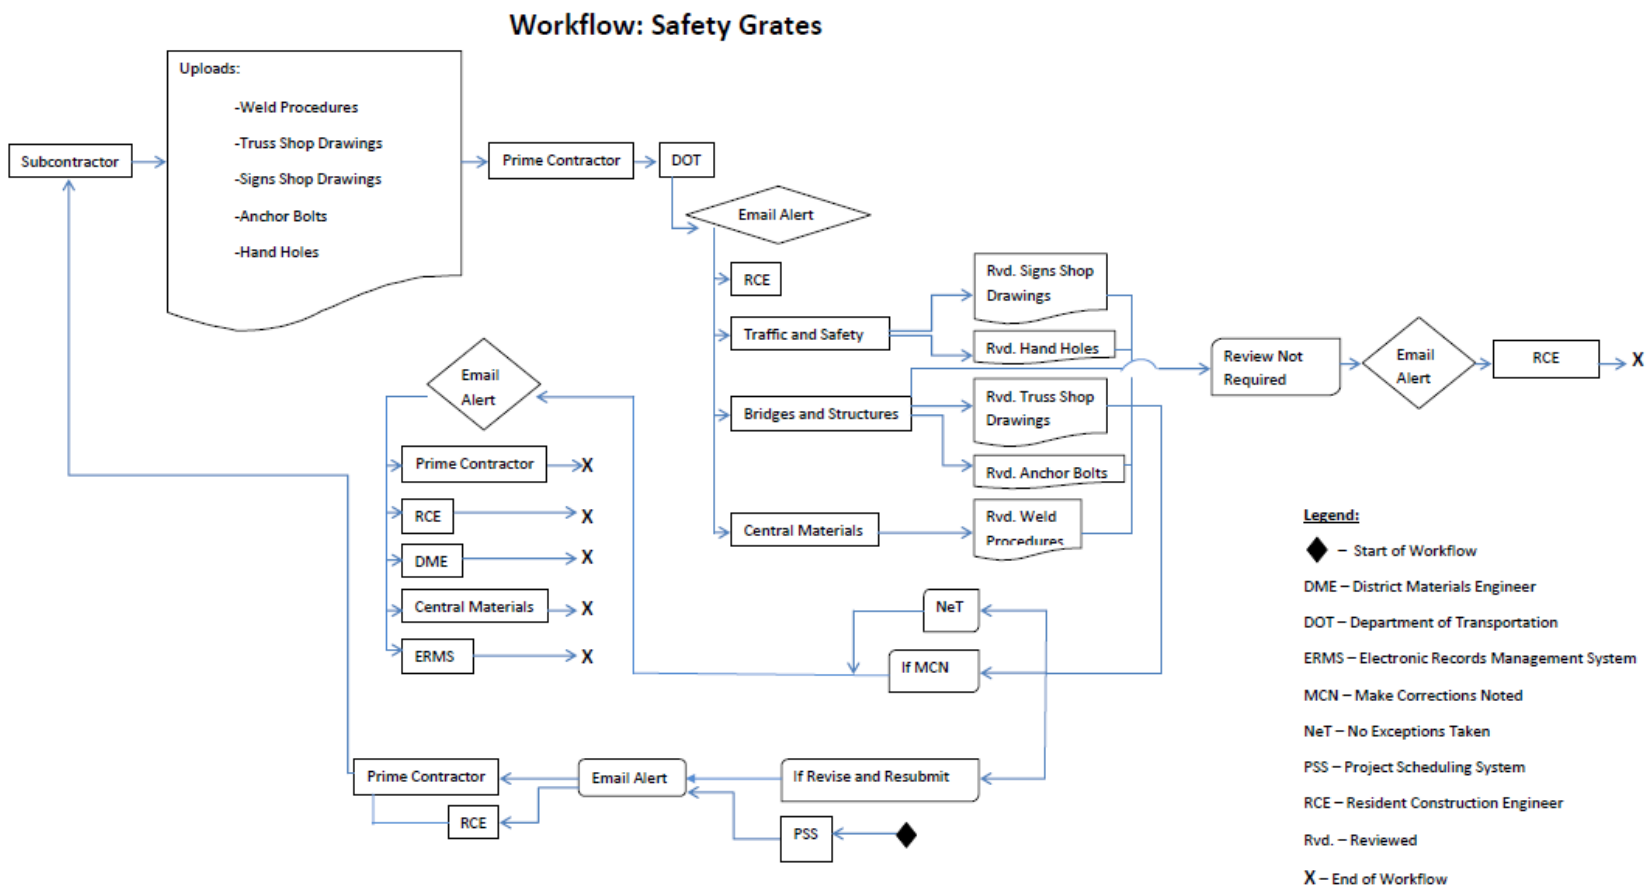 Workflow: Safety Grates
Uploads:
-Weld Procedures
-Truss Shop Drawings
-Signs Shop Drawings
-Anchor Bolts
-Hand Holes
Subcontractor
Prime Contractor
DOT
Email Alert
RCE
Traffic and Safety
Bridges and Structures
Central Materials
Rvd. Signs Shop
Drawings
Rvd. Hand Holes
Rvd. Truss Shop
Drawings
Rvd. Anchor Bolts
Rvd. Weld
Procedures
Review Not
Required
Email
Alert
RCE
X
Email
Alert
Prime Contractor
X
RCE
X
DME
X
Central Materials
X
ERMS
X
NeT
If MCN
If Revise and Resubmit
Email Alert
Prime Contractor
RCE
PSS
Legend:
– Start of Workflow
DME – District Materials Engineer
DOT – Department of Transportation
ERMS – Electronic Records Management System
MCN – Make Corrections Noted
NeT – No Exceptions Taken
PSS – Project Scheduling System
RCE – Resident Construction Engineer
Rvd. – Reviewed
X – End of Workflow